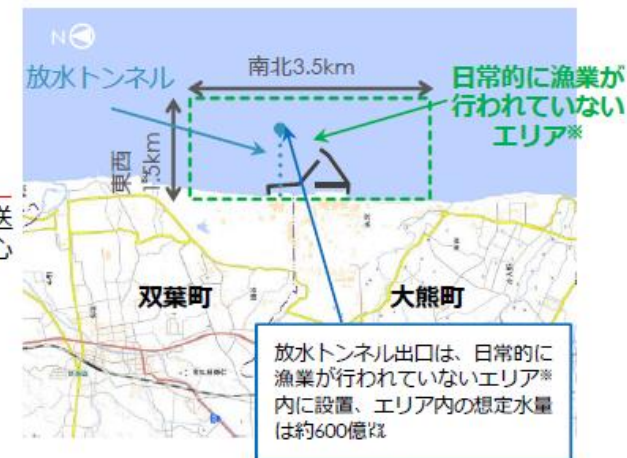 N
放水トンネル
南北3.5km
日常的に漁業が
行われていない
エリア※
東西
1.5km
送
心
双葉町
大熊町
放水トンネル出口は、日常的に
漁業が行われていないエリア※
内に設置、エリア内の想定水量
は約600億㍑